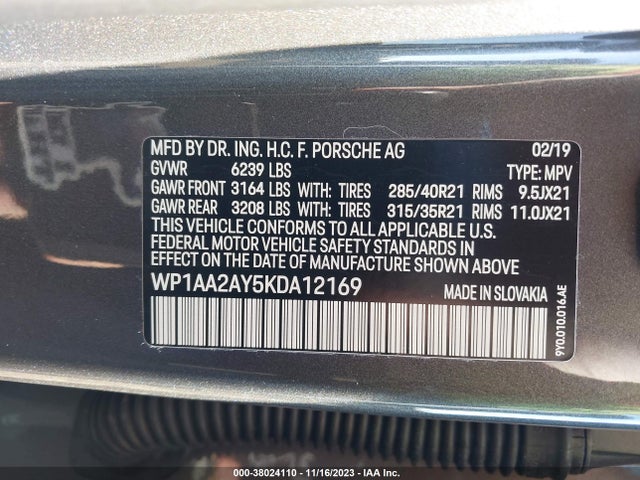 MFD BY DR. ING. H.C. F. PORSCHE AG 02/19
GVWR 6239 LBS TYPE: MPV
GAWR FRONT 3164 LBS WITH: TIRES 285/40R21 RIMS 9.5JX21
GAWR REAR 3208 LBS WITH: TIRES 315/35R21 RIMS 11.0JX21
THIS VEHICLE CONFORMS TO ALL APPLICABLE U.S.
FEDERAL MOTOR VEHICLE SAFETY STANDARDS IN
EFFECT ON THE DATE OF MANUFACTURE SHOWN ABOVE
WP1AA2AY5KDA12169 MADE IN SLOVAKIA
9Y0.010.016.AE
000-38024110 - 11/16/2023 - IAA Inc.